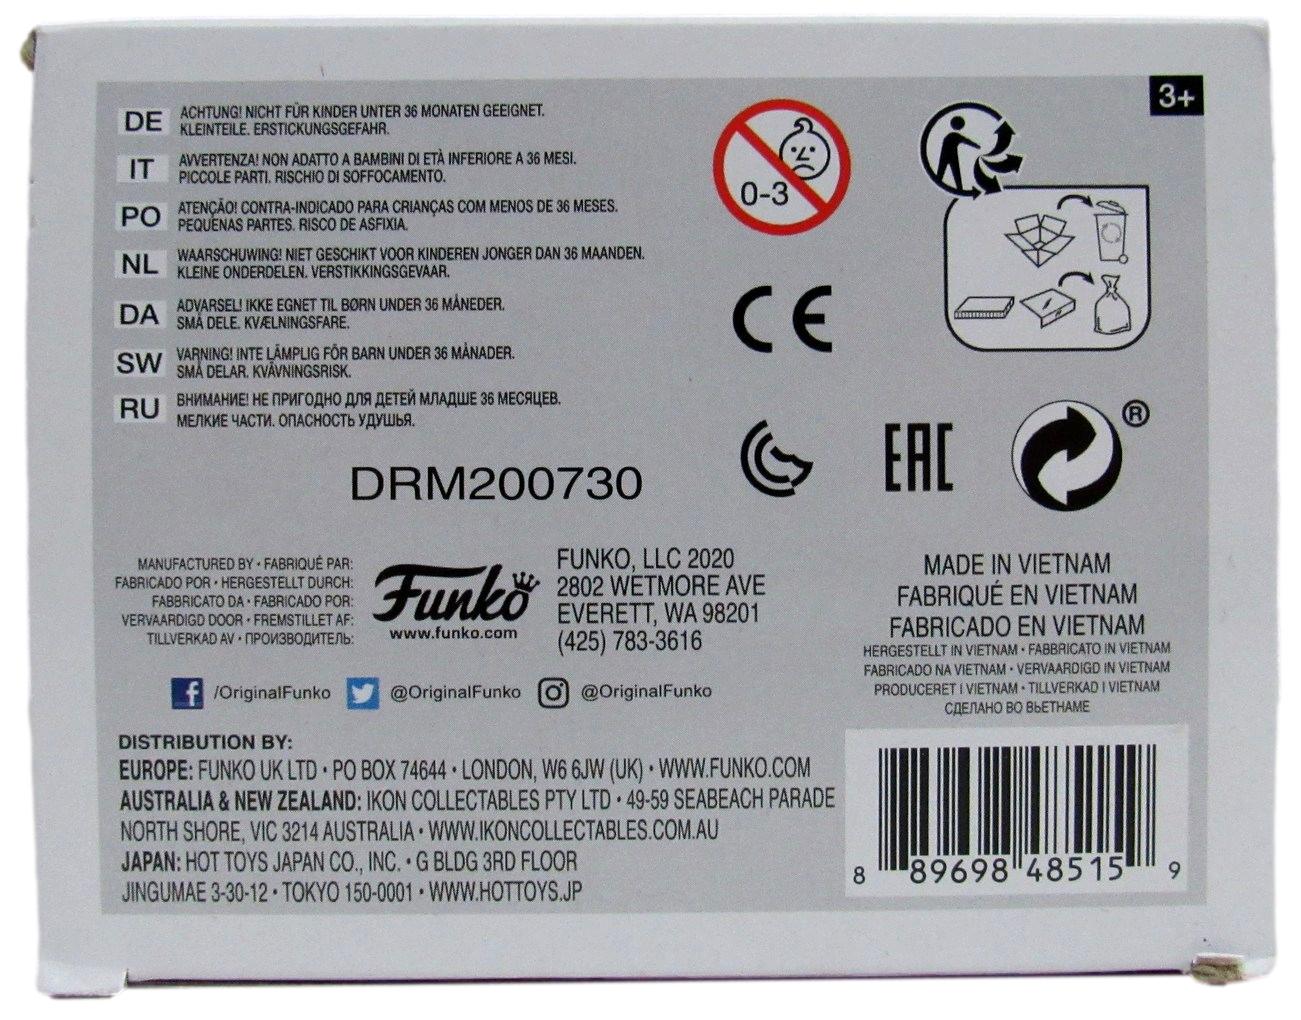 3+
DE
ACHTUNG! NICHT FÜR KINDER UNTER 36 MONATEN GEEIGNET.
KLEINTEILE. ERSTICKUNGSGEFAHR.
IT
AVVERTENZA! NON ADATTO A BAMBINI DI ETÀ INFERIORE A 36 MESI.
PICCOLE PARTI. RISCHIO DI SOFFOCAMENTO.
PO
ATENÇÃO! CONTRA-INDICADO PARA CRIANÇAS COM MENOS DE 36 MESES.
PEQUENAS PARTES. RISCO DE ASFIXIA.
NL
WAARSCHUWING! NIET GESCHIKT VOOR KINDEREN JONGER DAN 36 MAANDEN.
KLEINE ONDERDELEN. VERSTIKKINGSGEVAAR.
DA
ADVARSEL! IKKE EGNET TIL BØRN UNDER 36 MÅNEDER.
SMÅ DELE. KVÆLNINGSFARE.
SW
VARNING! INTE LÄMPLIG FÖR BARN UNDER 36 MÅNADER.
SMÅ DELAR. KVÄVNINGSRISK.
RU
ВНИМАНИЕ! НЕ ПРИГОДНО ДЛЯ ДЕТЕЙ МЛАДШЕ 36 МЕСЯЦЕВ.
МЕЛКИЕ ЧАСТИ. ОПАСНОСТЬ УДУШЬЯ.
0-3
CE
EAC
®
DRM200730
MANUFACTURED BY • FABRIQUÉ PAR:
FABRICADO POR • HERGESTELLT DURCH:
FABBRICATO DA • FABRICADO POR:
VERVAARDIGD DOOR • FREMSTILLET AF:
TILLVERKAD AV • ПРОИЗВОДИТЕЛЬ:
Funko
www.funko.com
FUNKO, LLC 2020
2802 WETMORE AVE
EVERETT, WA 98201
(425) 783-3616
MADE IN VIETNAM
FABRIQUÉ EN VIETNAM
FABRICADO EN VIETNAM
HERGESTELLT IN VIETNAM • FABBRICATO IN VIETNAM
FABRICADO NA VIETNAM • VERVAARDIGD IN VIETNAM
PRODUCERET I VIETNAM • TILLVERKAD I VIETNAM
СДЕЛАНО ВО ВЬЕТНАМЕ
f /OriginalFunko @OriginalFunko @OriginalFunko
DISTRIBUTION BY:
EUROPE: FUNKO UK LTD • PO BOX 74644 • LONDON, W6 6JW (UK) • WWW.FUNKO.COM
AUSTRALIA & NEW ZEALAND: IKON COLLECTABLES PTY LTD • 49-59 SEABEACH PARADE
NORTH SHORE, VIC 3214 AUSTRALIA • WWW.IKONCOLLECTABLES.COM.AU
JAPAN: HOT TOYS JAPAN CO., INC. • G BLDG 3RD FLOOR
JINGUMAE 3-30-12 • TOKYO 150-0001 • WWW.HOTTOYS.JP
8 89698 48515 9